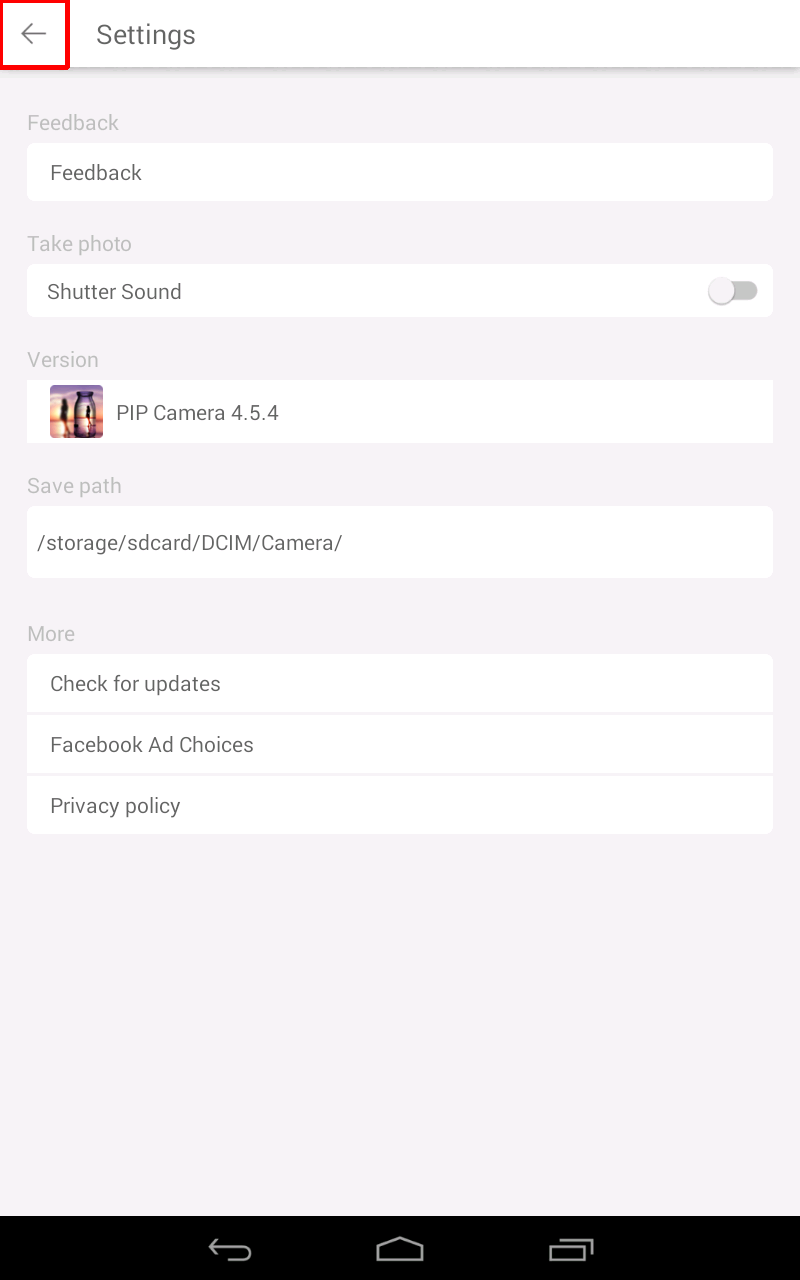 Settings
Feedback
Feedback
Take photo
Shutter Sound
Version
PIP Camera 4.5.4
Save path
/storage/sdcard/DCIM/Camera/
More
Check for updates
Facebook Ad Choices
Privacy policy